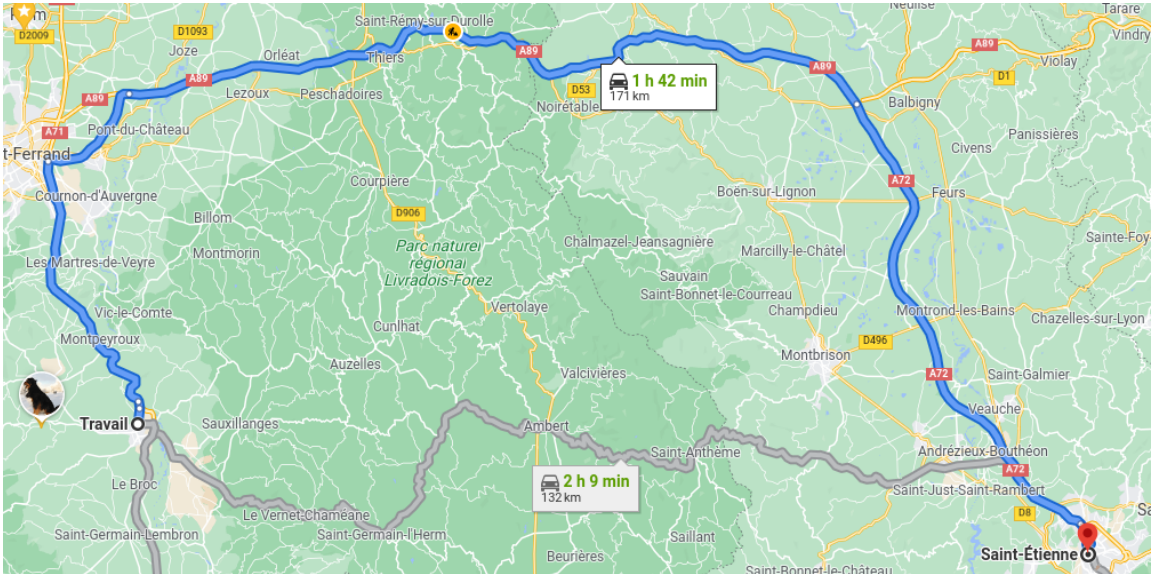 Neulise
Tarare
D2009
D1093
Saint-Rémy-sur-Durolle
Vindry
Joze
Orléat
Thiers
A89
A89
Violay
A89
A89
A89
1 h 42 min
171 km
D1
Lezoux
Peschadoires
D53
Noirétable
Balbigny
A71
Pont-du-Château
Panissières
t-Ferrand
Civens
A72
Cournon-d'Auvergne
Courpière
Boën-sur-Lignon
Feurs
Billom
D906
Montmorin
Parc naturel
régional
Livradois-Forez
Chalmazel-Jeansagnière
Marcilly-le-Châtel
Sainte-Foy-
Les Martres-de-Veyre
Sauvain
Saint-Bonnet-le-Courreau
Vic-le-Comte
Vertolaye
Champdieu
Montrond-les-Bains
Chazelles-sur-Lyon
Montpeyroux
Cunlhat
D496
Montbrison
Auzelles
Valcivières
A72
Saint-Galmier
Travail
Sauxillanges
Veauche
Ambert
Saint-Anthème
Andrézieux-Bouthéon
A72
2 h 9 min
132 km
Le Broc
Saint-Just-Saint-Rambert
Le Vernet-Chaméane
D8
Sa
Saint-Germain-Lembron
Saint-Germain-l'Herm
Saillant
Beurières
Saint-Étienne
Saint-Bonnet-le-Château